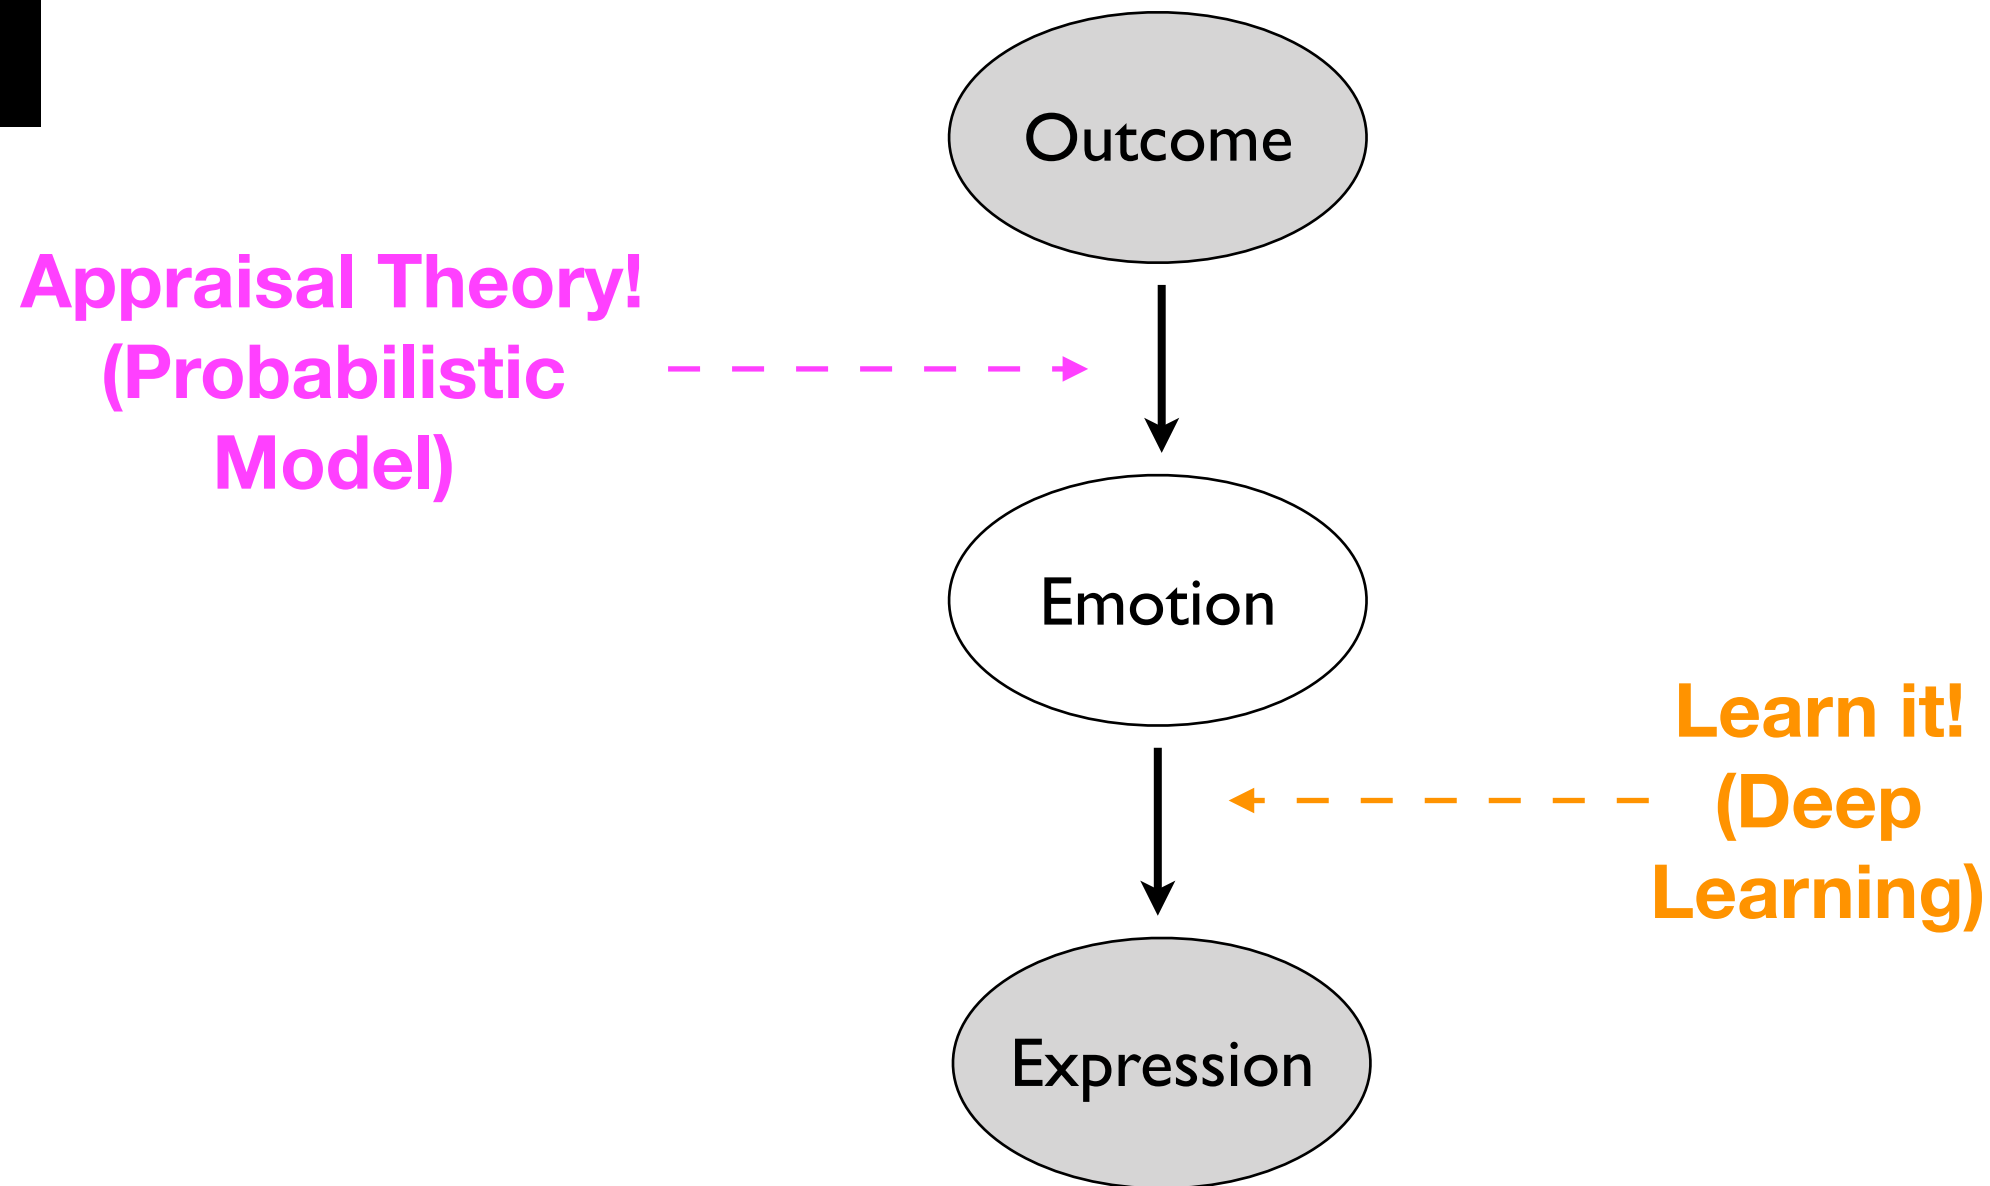 Outcome
Appraisal Theory!
(Probabilistic
Model)
Emotion
Learn it!
(Deep
Learning)
Expression